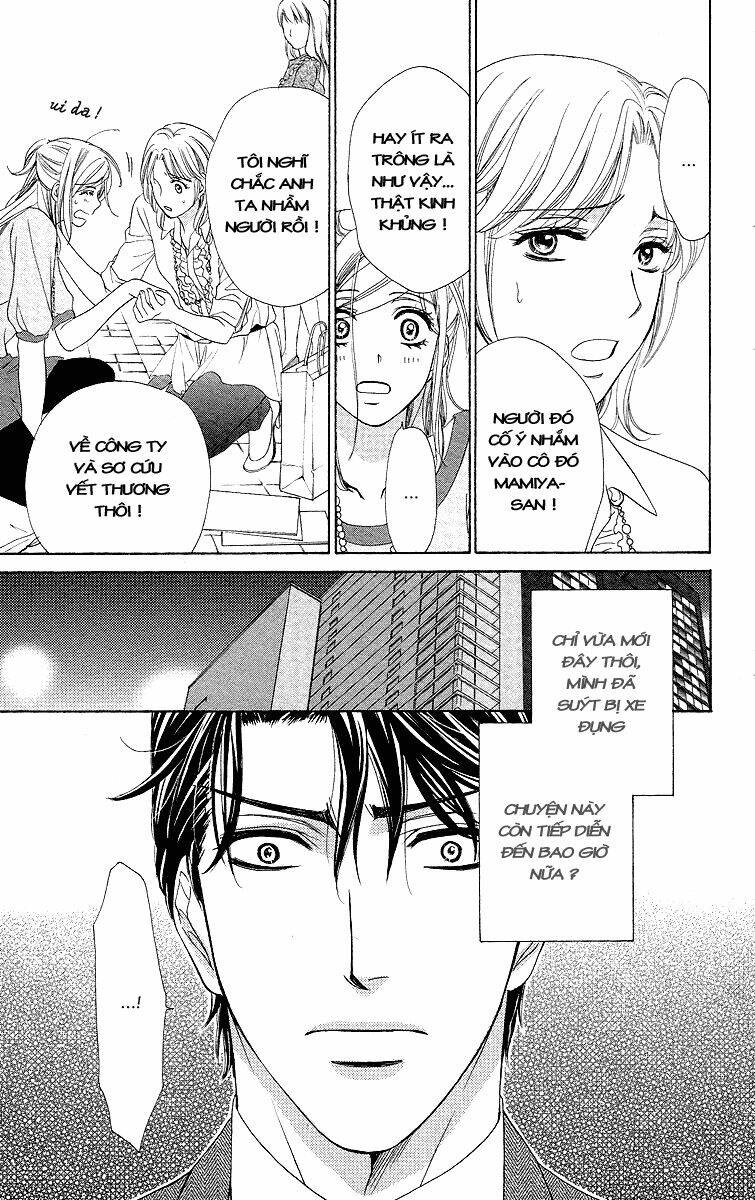 ...
NGƯỜI ĐÓ
CỐ Ý NHẮM
VÀO CÔ ĐÓ
MAMIYA-
SAN !
HAY ÍT RA
TRÔNG LÀ
NHƯ VẬY...
THẬT KINH
KHỦNG !
...
TÔI NGHĨ
CHẮC ANH
TA NHẦM
NGƯỜI RỒI !
ui da !
VỀ CÔNG TY
VÀ SƠ CỨU
VẾT THƯƠNG
THÔI !
CHỈ VỪA MỚI
ĐÂY THÔI,
MÌNH ĐÃ
SUÝT BỊ XE
ĐỤNG
CHUYỆN NÀY
CÒN TIẾP DIỄN
ĐẾN BAO GIỜ
NỮA ?
...!